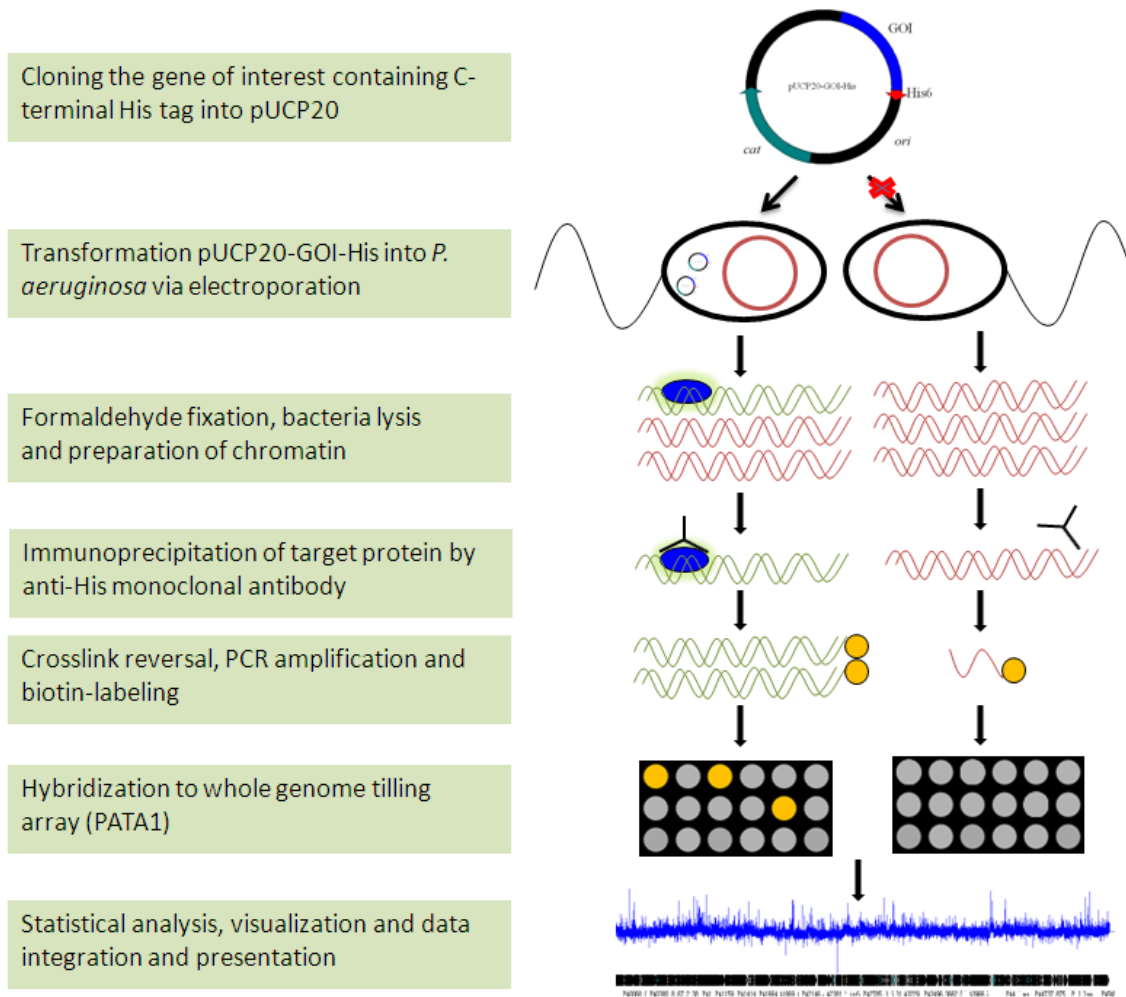 Cloning the gene of interest containing C-
terminal His tag into pUCP20
GOI
pUCP20-GOI-His
His6
cat
ori
Transformation pUCP20-GOI-His into P.
aeruginosa via electroporation
Formaldehyde fixation, bacteria lysis
and preparation of chromatin
Immunoprecipitation of target protein by
anti-His monoclonal antibody
Crosslink reversal, PCR amplification and
biotin-labeling
Hybridization to whole genome tilling
array (PATA1)
Statistical analysis, visualization and data
integration and presentation